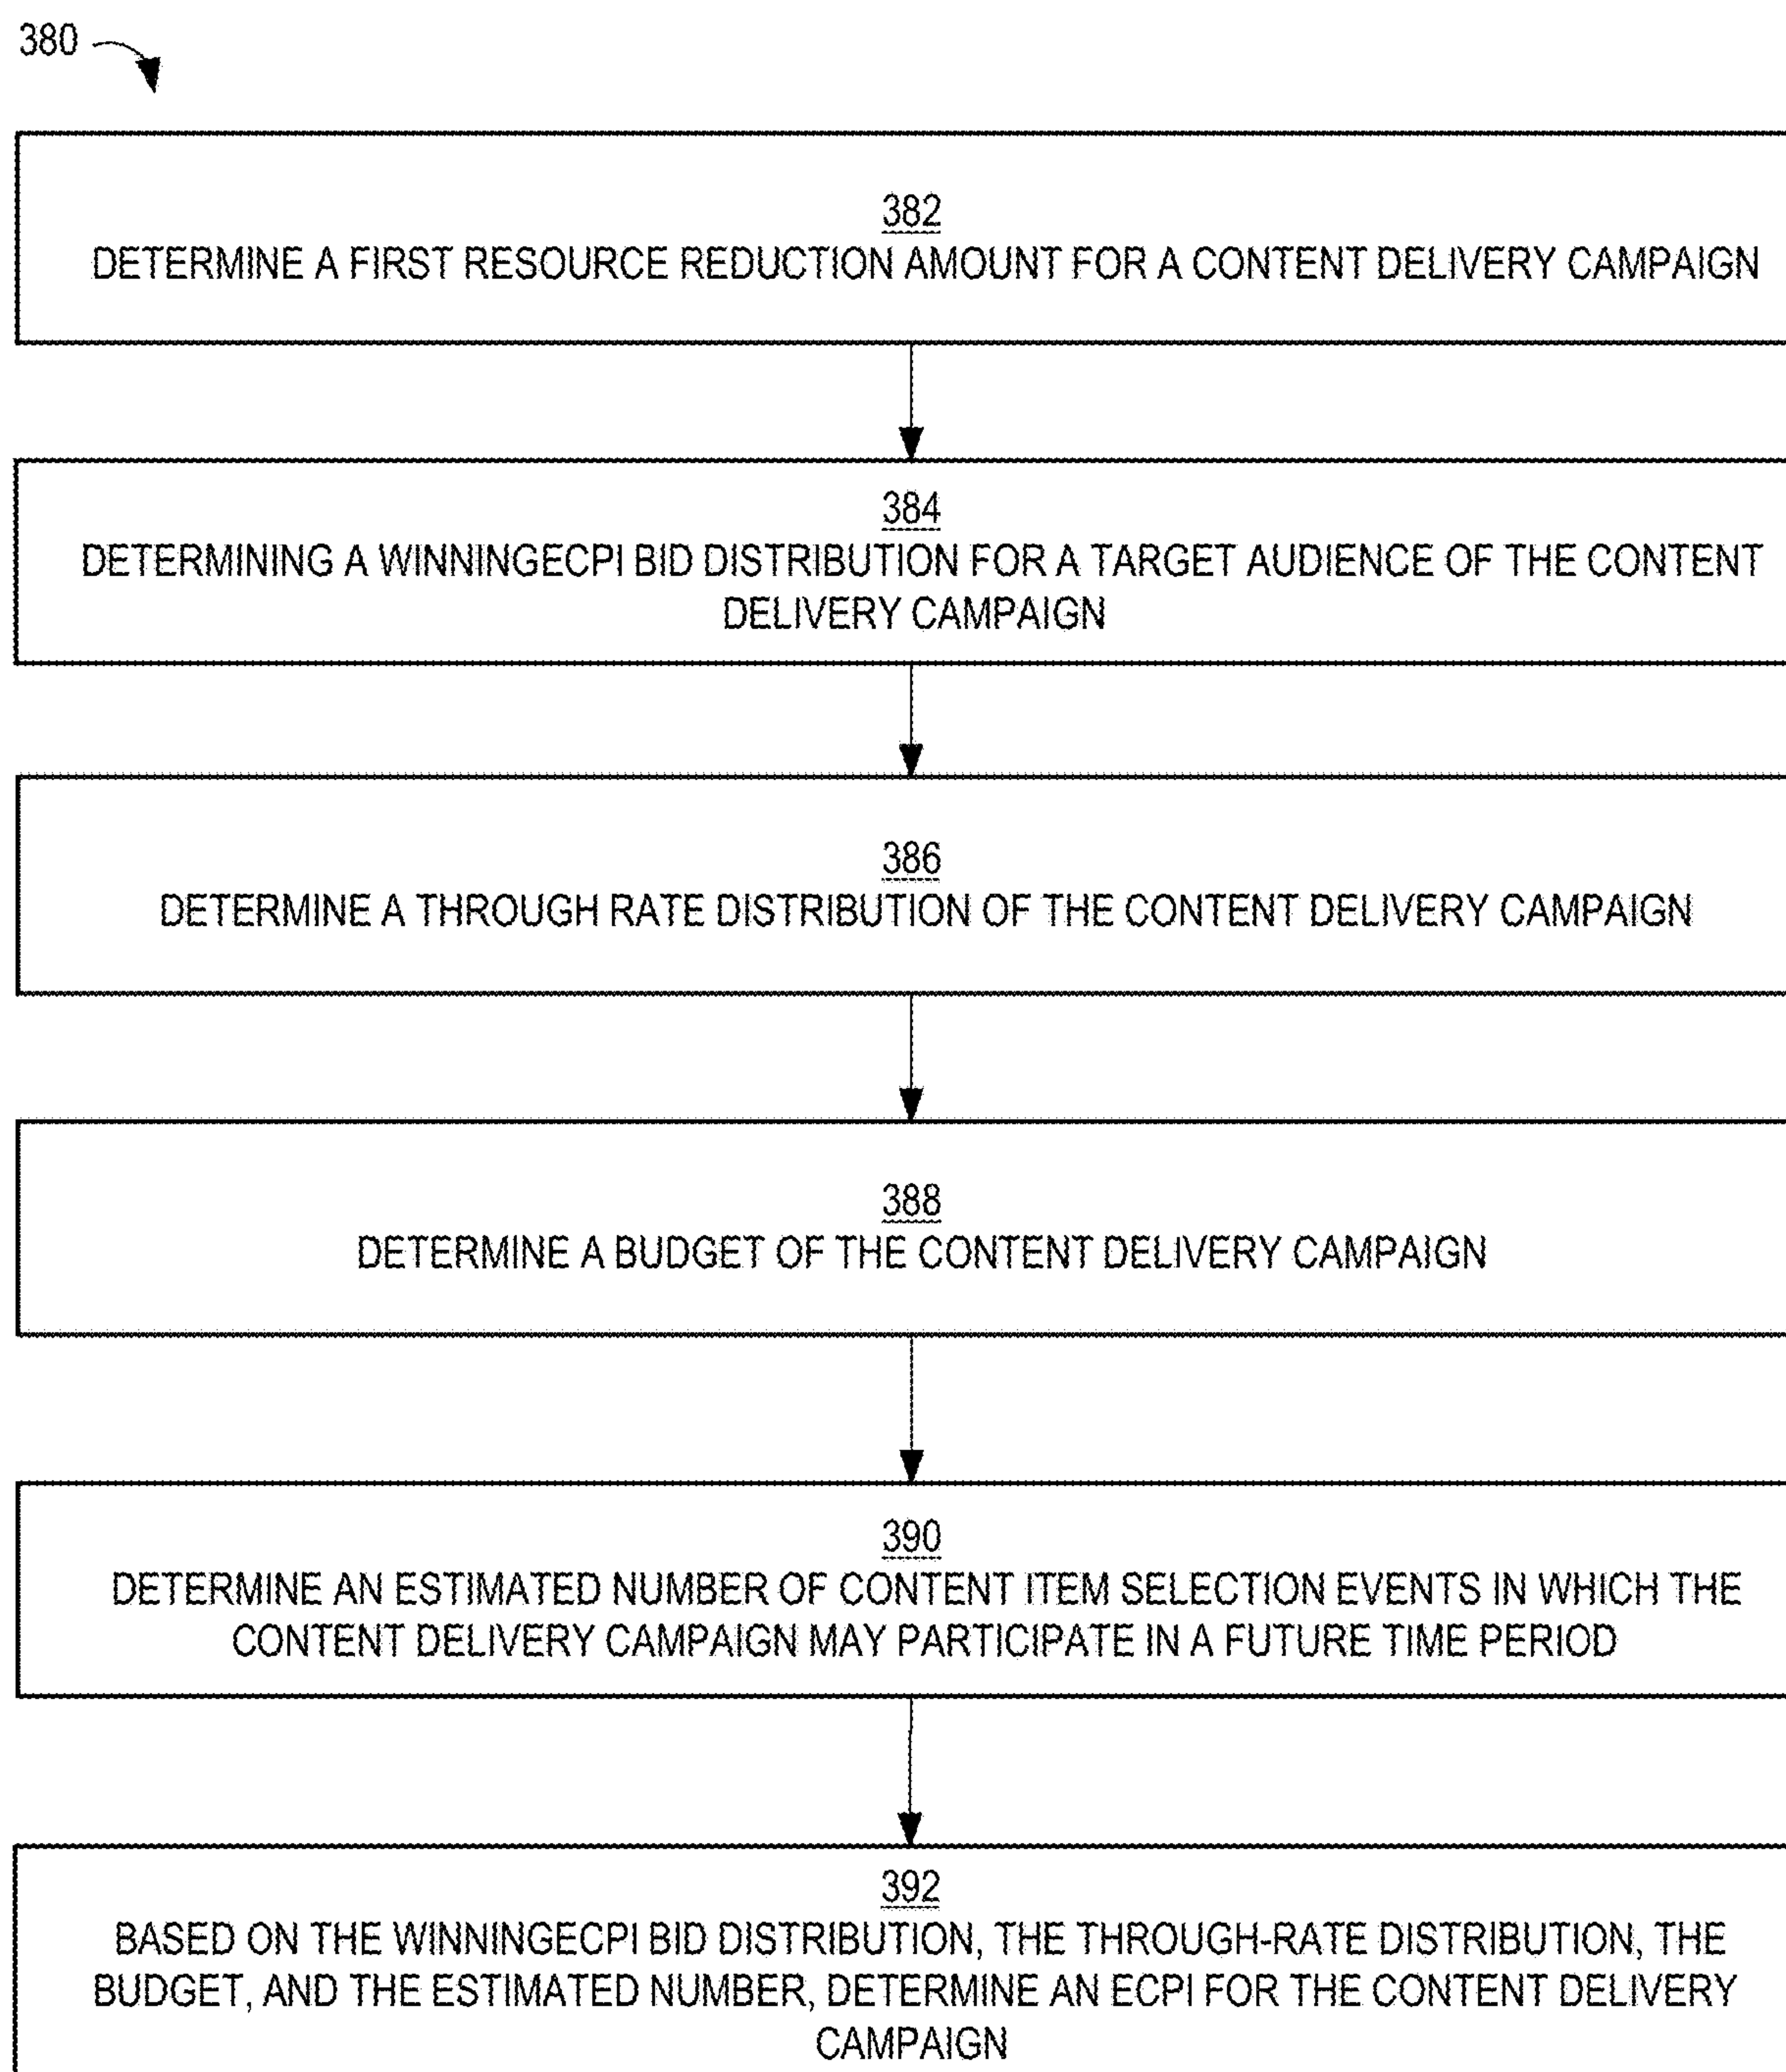 380
382
DETERMINE A FIRST RESOURCE REDUCTION AMOUNT FOR A CONTENT DELIVERY CAMPAIGN
384
DETERMINING A WINNINGECPI BID DISTRIBUTION FOR A TARGET AUDIENCE OF THE CONTENT
DELIVERY CAMPAIGN
386
DETERMINE A THROUGH RATE DISTRIBUTION OF THE CONTENT DELIVERY CAMPAIGN
388
DETERMINE A BUDGET OF THE CONTENT DELIVERY CAMPAIGN
390
DETERMINE AN ESTIMATED NUMBER OF CONTENT ITEM SELECTION EVENTS IN WHICH THE
CONTENT DELIVERY CAMPAIGN MAY PARTICIPATE IN A FUTURE TIME PERIOD
392
BASED ON THE WINNINGECPI BID DISTRIBUTION, THE THROUGH-RATE DISTRIBUTION, THE
BUDGET, AND THE ESTIMATED NUMBER, DETERMINE AN ECPI FOR THE CONTENT DELIVERY
CAMPAIGN